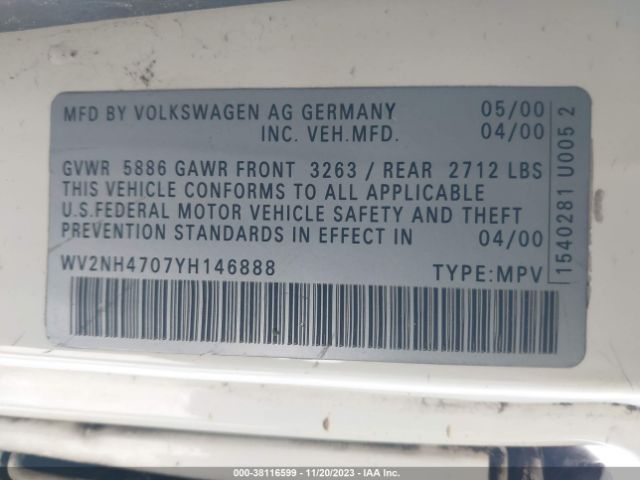 MFD BY VOLKSWAGEN AG GERMANY 05/00
INC. VEH.MFD. 04/00
GVWR 5886 GAWR FRONT 3263 / REAR 2712 LBS
THIS VEHICLE CONFORMS TO ALL APPLICABLE
U.S.FEDERAL MOTOR VEHICLE SAFETY AND THEFT
PREVENTION STANDARDS IN EFFECT IN 04/00
WV2NH4707YH146888 TYPE:MPV
1540281 U005 2
000-38116599 - 11/20/2023 - IAA Inc.